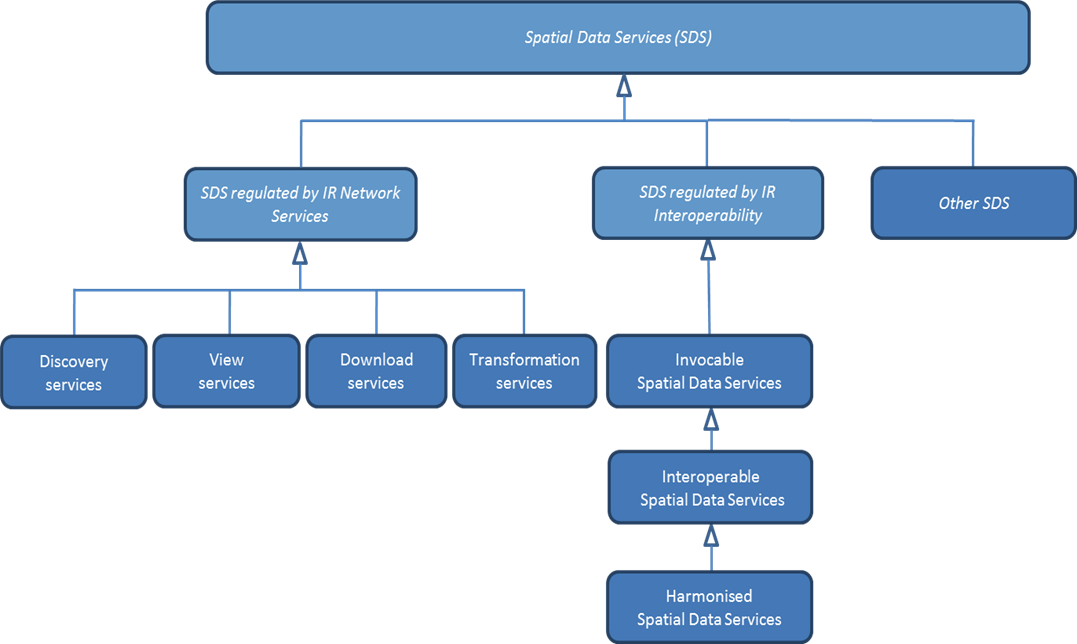 Spatial Data Services (SDS)
SDS regulated by IR Network
Services
SDS regulated by IR
Interoperability
Other SDS
Discovery
services
View
services
Download
services
Transformation
services
Invocable
Spatial Data Services
Interoperable
Spatial Data Services
Harmonised
Spatial Data Services